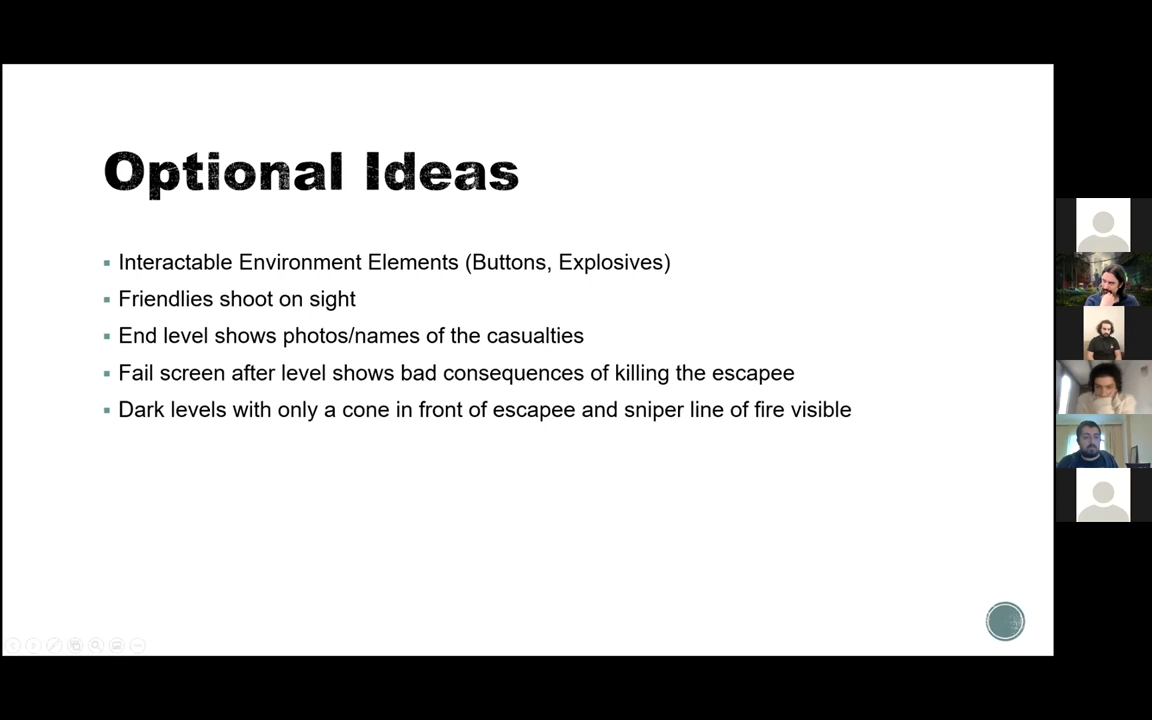 Optional Ideas
Interactable Environment Elements (Buttons, Explosives)
Friendlies shoot on sight
End level shows photos/names of the casualties
Fail screen after level shows bad consequences of killing the escapee
Dark levels with only a cone in front of escapee and sniper line of fire visible